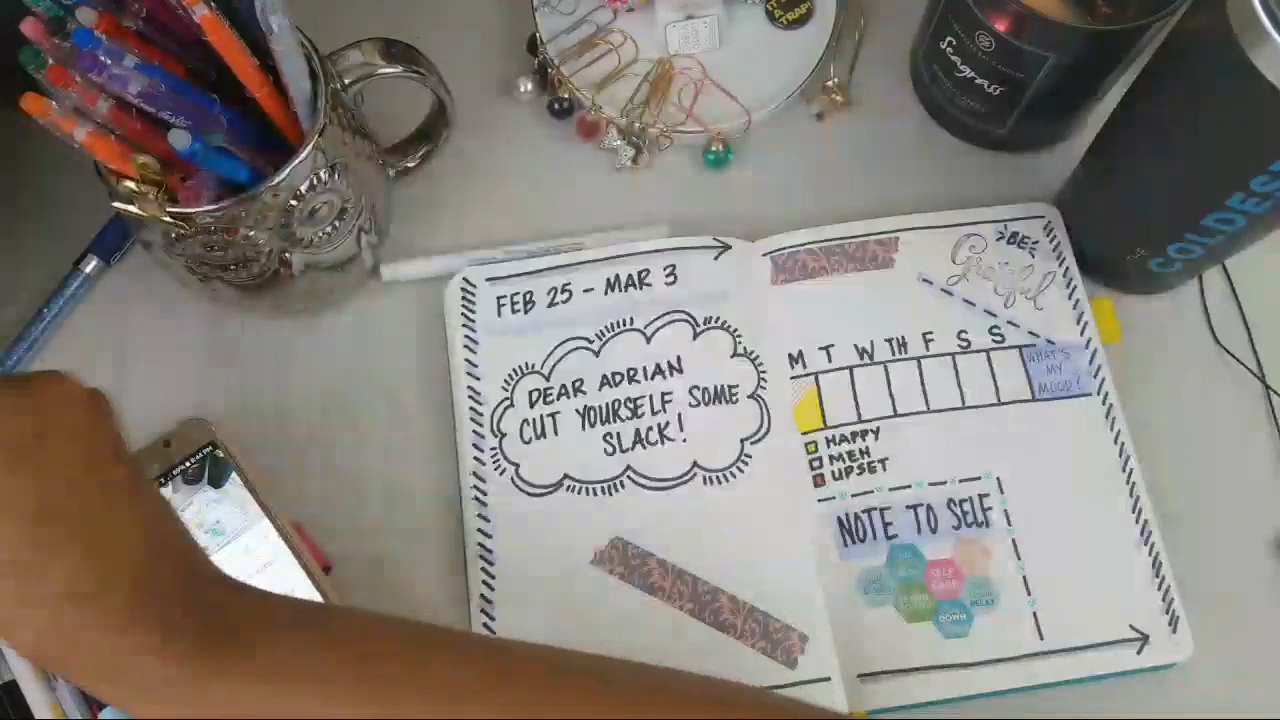 IT'S
A
TRAP!
Seagrass
COLDES
FEB 25 - MAR 3
DEAR ADRIAN
CUT YOURSELF SOME
SLACK!
BE
Grateful
M T W TH F S S
WHAT'S
MY
MOOD?
HAPPY
MEH
UPSET
NOTE TO SELF
SELF
CARE
RELAX
DOWN